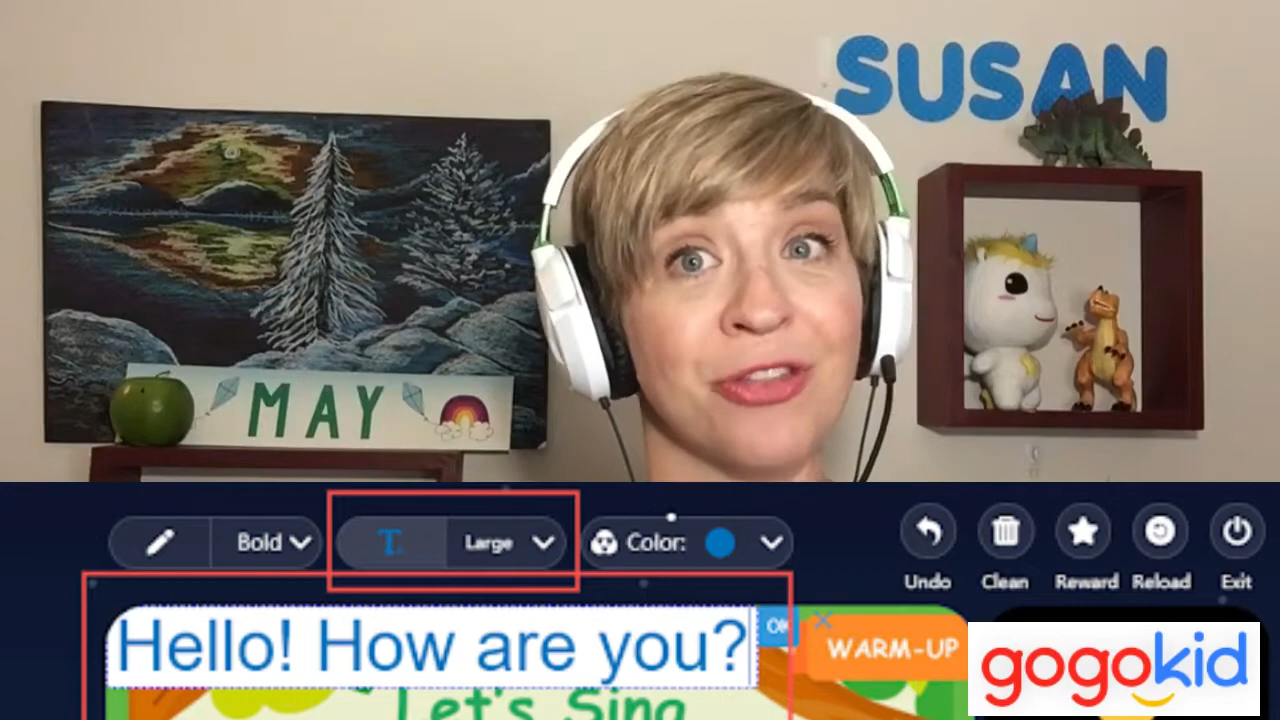 SUSAN
MAY
Bold
T
Large
Color:
Undo
Clean
Reward
Reload
Exit
Hello! How are you?
OK
WARM-UP
Let's Sing
gogokid